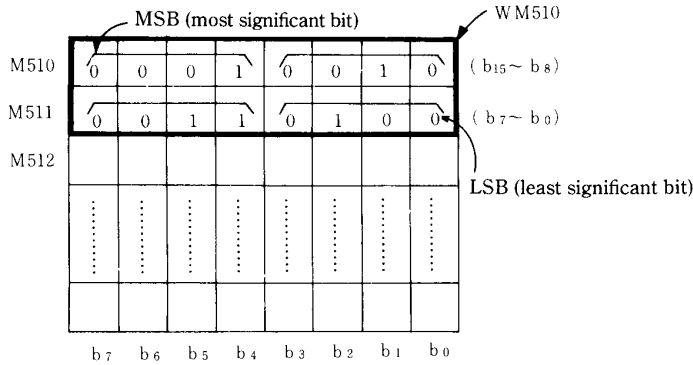 MSB (most significant bit) WM510
M510 0 0 0 1 0 0 1 0 (b15~b8)
M511 0 0 1 1 0 1 0 0 (b7~b0)
M512
LSB (least significant bit)
b7 b6 b5 b4 b3 b2 b1 b0